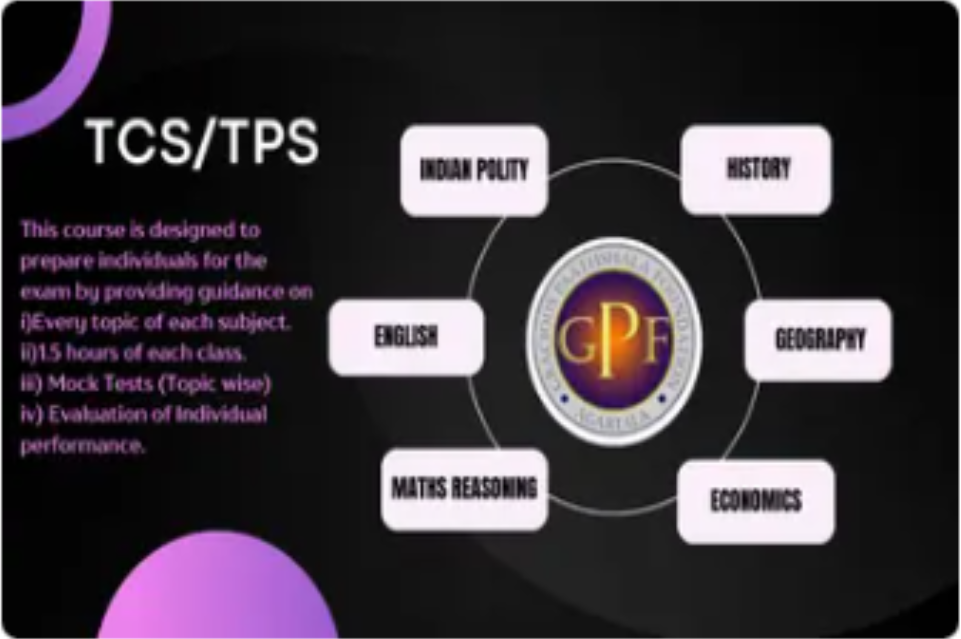 TCS/TPS
This course is designed to
prepare individuals for the
exam by providing guidance on
i)Every topic of each subject.
ii)1.5 hours of each class.
iii) Mock Tests (Topic wise)
iv) Evaluation of Individual
performance.
INDIAN POLITY
HISTORY
ENGLISH
GEOGRAPHY
MATHS REASONING
ECONOMICS
GPF
PAATHSHALA FOUNDATION
AGARTALA